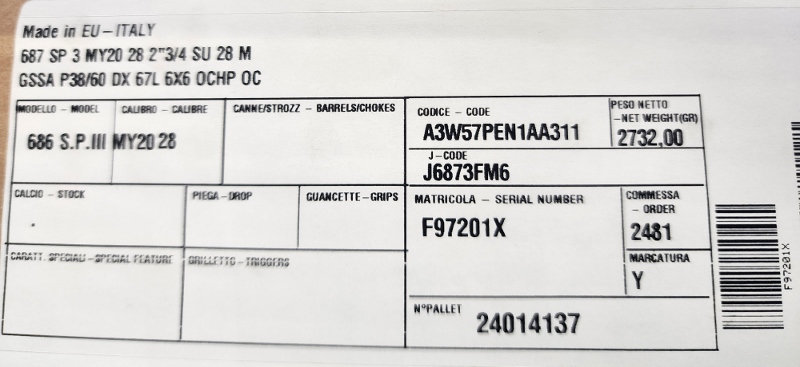 Made in EU-ITALY
687 SP 3 MY20 28 2"3/4 SU 28 M
GSSA P38/60 DX 67L 6X6 OCHP OC
MODELLO - MODEL
CALIBRO - CALIBRE
CANNE/STROZZ - BARRELS/CHOKES
CODICE - CODE
PESO NETTO
-NET WEIGHT(GR)
686 S.P.III MY20 28
A3W57PEN1AA311
2732,00
J-CODE
J6873FM6
CALCIO - STOCK
PIEGA-DROP
GUANCETTE-GRIPS
MATRICOLA - SERIAL NUMBER
COMMESSA
- ORDER
F97201X
2481
CARATT. SPECIALI-SPECIAL FEATURE
GRILLETTO-TRIGGERS
MARCATURA
Y
N°PALLET
24014137
F97201X